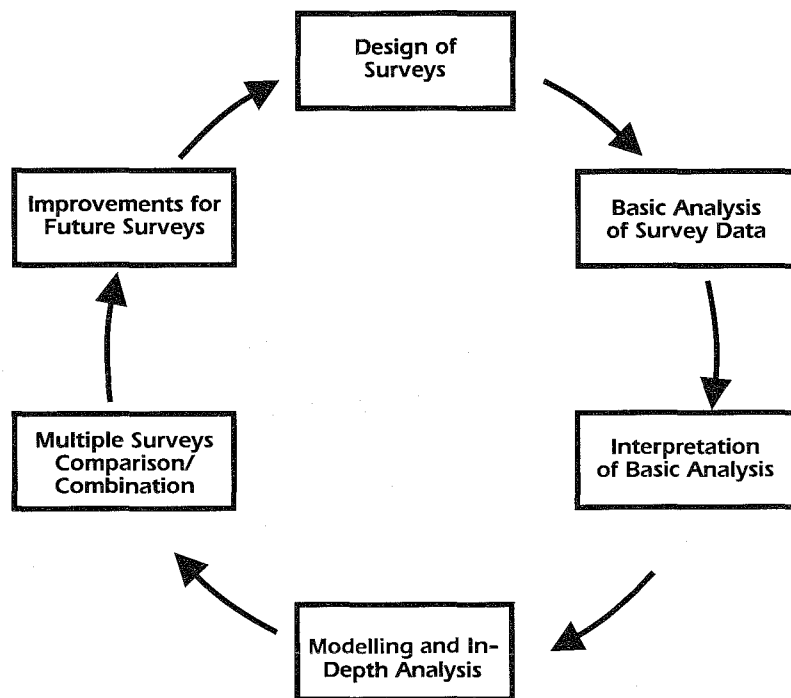 Design of
Surveys
Basic Analysis
of Survey Data
Interpretation
of Basic Analysis
Modelling and In-
Depth Analysis
Multiple Surveys
Comparison/
Combination
Improvements for
Future Surveys